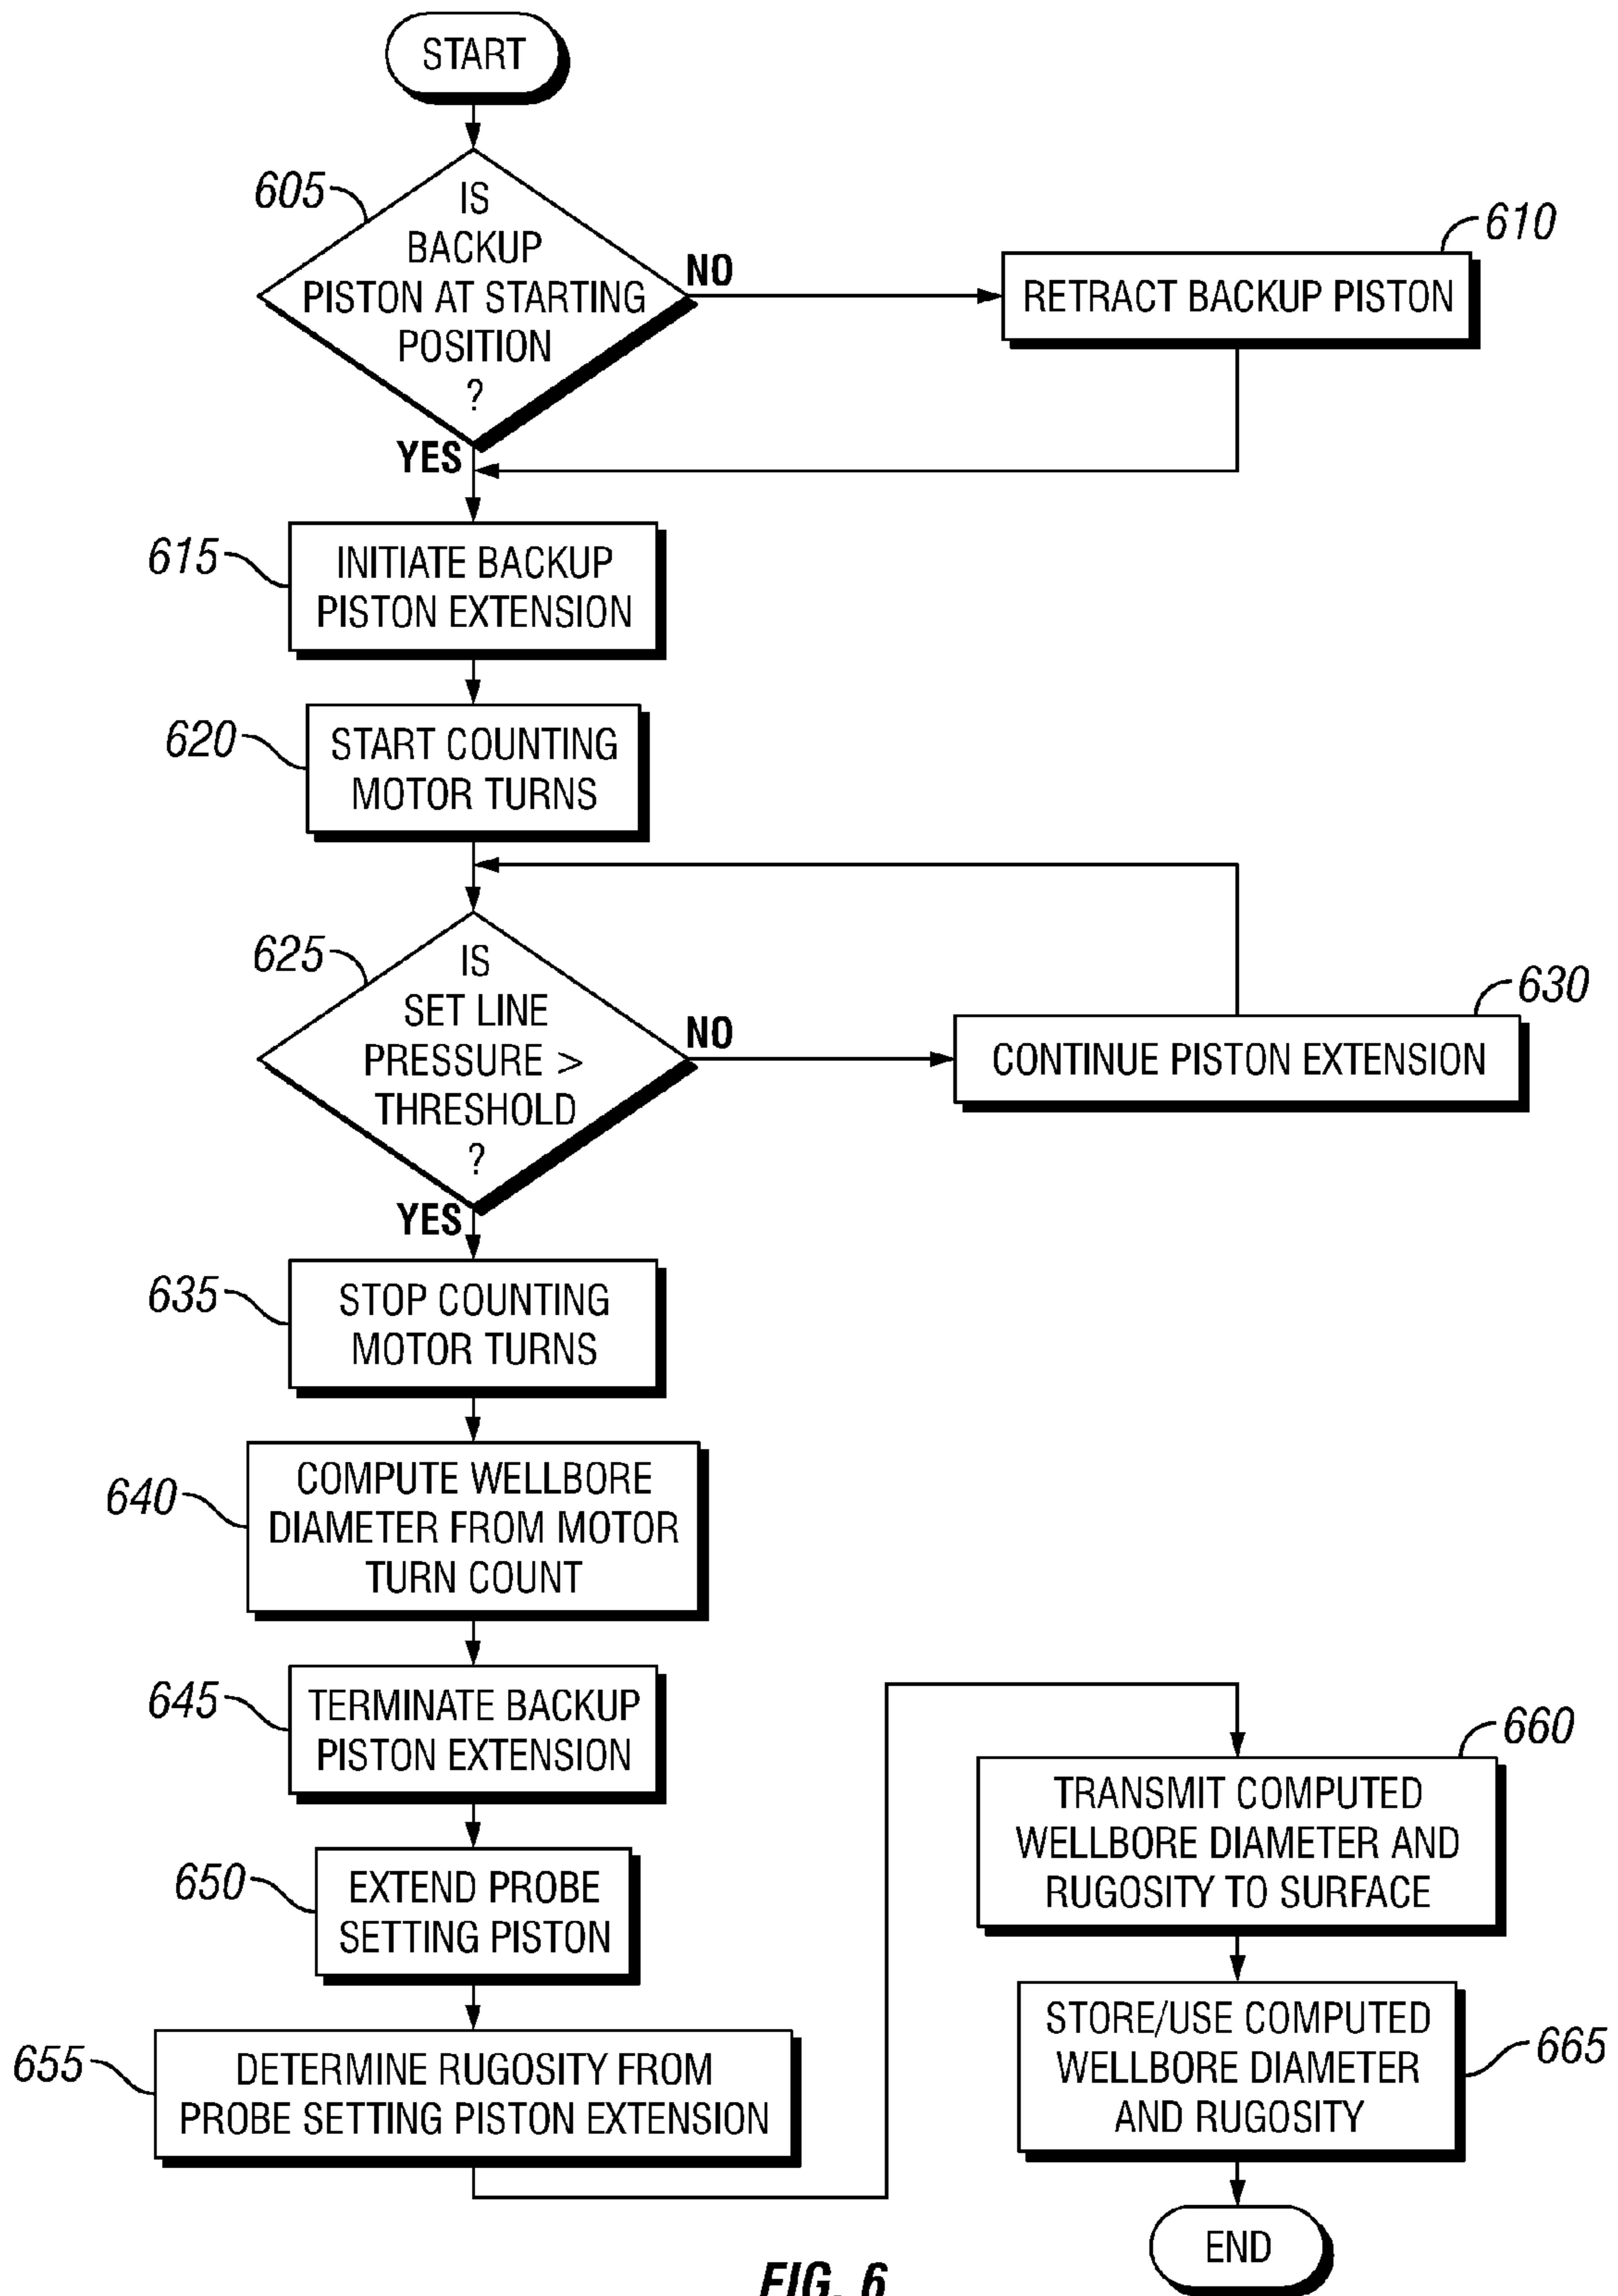 START
605
IS
BACKUP
PISTON AT STARTING
POSITION
?
NO
610
RETRACT BACKUP PISTON
YES
615
INITIATE BACKUP
PISTON EXTENSION
620
START COUNTING
MOTOR TURNS
625
IS
SET LINE
PRESSURE >
THRESHOLD
?
NO
630
CONTINUE PISTON EXTENSION
YES
635
STOP COUNTING
MOTOR TURNS
640
COMPUTE WELLBORE
DIAMETER FROM MOTOR
TURN COUNT
645
TERMINATE BACKUP
PISTON EXTENSION
650
EXTEND PROBE
SETTING PISTON
655
DETERMINE RUGOSITY FROM
PROBE SETTING PISTON EXTENSION
660
TRANSMIT COMPUTED
WELLBORE DIAMETER AND
RUGOSITY TO SURFACE
665
STORE/USE COMPUTED
WELLBORE DIAMETER
AND RUGOSITY
END
FIG. 6